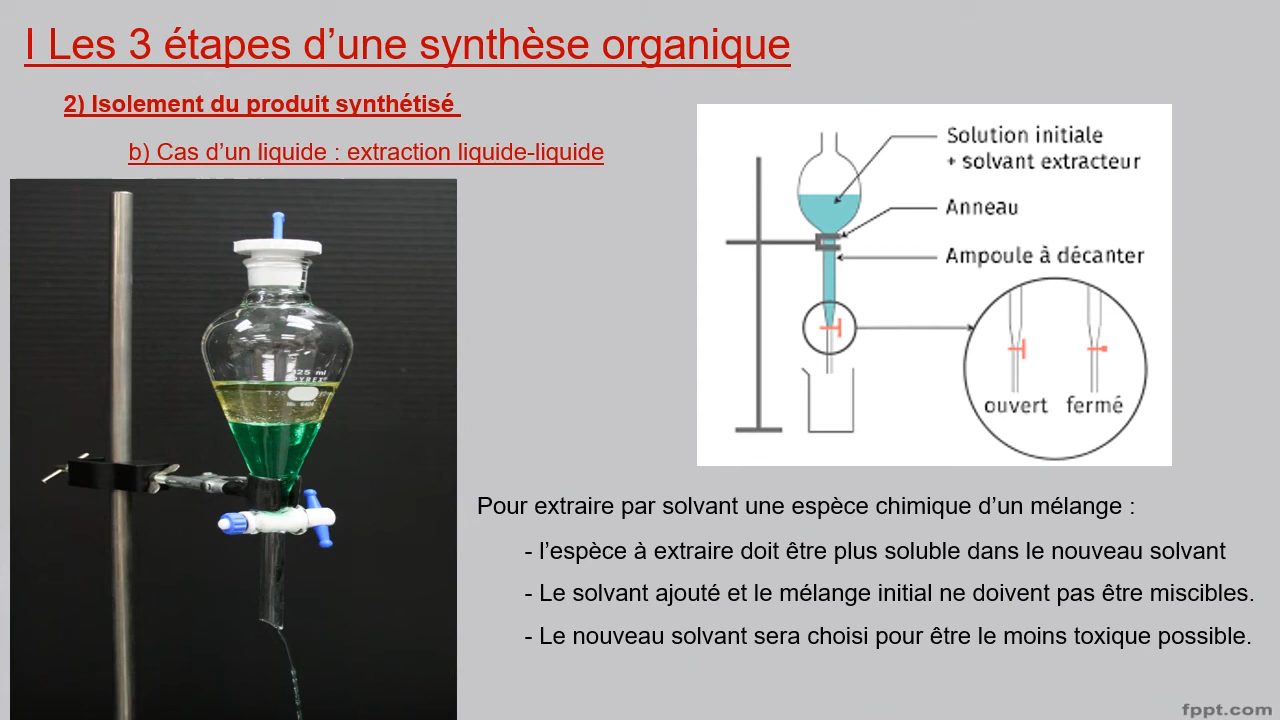 I Les 3 étapes d’une synthèse organique
2) Isolement du produit synthétisé
b) Cas d’un liquide : extraction liquide-liquide
Solution initiale
+ solvant extracteur
Anneau
Ampoule à décanter
ouvert fermé
125 ml
PYREX
Pour extraire par solvant une espèce chimique d’un mélange :
- l’espèce à extraire doit être plus soluble dans le nouveau solvant
- Le solvant ajouté et le mélange initial ne doivent pas être miscibles.
- Le nouveau solvant sera choisi pour être le moins toxique possible.
fppt.com